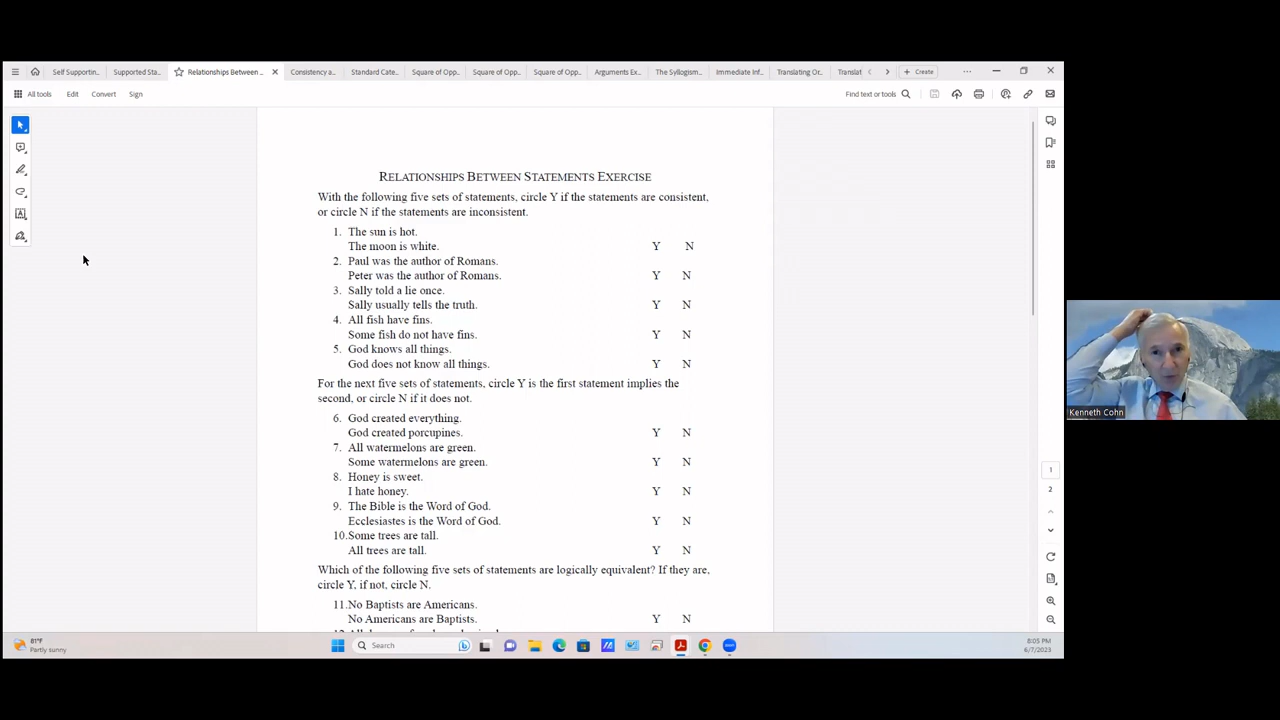 Self Supportin...
Supported Sta...
Relationships Between ...
Consistency a...
Standard Cate...
Square of Opp...
Square of Opp...
Square of Opp...
Arguments Ex...
The Syllogism...
Immediate Inf...
Translating Or...
Translat
Create
All tools
Edit
Convert
Sign
Find text or tools
RELATIONSHIPS BETWEEN STATEMENTS EXERCISE
With the following five sets of statements, circle Y if the statements are consistent,
or circle N if the statements are inconsistent.
1. The sun is hot.
The moon is white. Y N
2. Paul was the author of Romans.
Peter was the author of Romans. Y N
3. Sally told a lie once.
Sally usually tells the truth. Y N
4. All fish have fins.
Some fish do not have fins. Y N
5. God knows all things.
God does not know all things. Y N
For the next five sets of statements, circle Y is the first statement implies the
second, or circle N if it does not.
6. God created everything.
God created porcupines. Y N
7. All watermelons are green.
Some watermelons are green. Y N
8. Honey is sweet.
I hate honey. Y N
9. The Bible is the Word of God.
Ecclesiastes is the Word of God. Y N
10. Some trees are tall.
All trees are tall. Y N
Which of the following five sets of statements are logically equivalent? If they are,
circle Y, if not, circle N.
11. No Baptists are Americans.
No Americans are Baptists. Y N
1
2
Kenneth Cohn
81°F
Partly sunny
Search
8:05 PM
6/7/2023